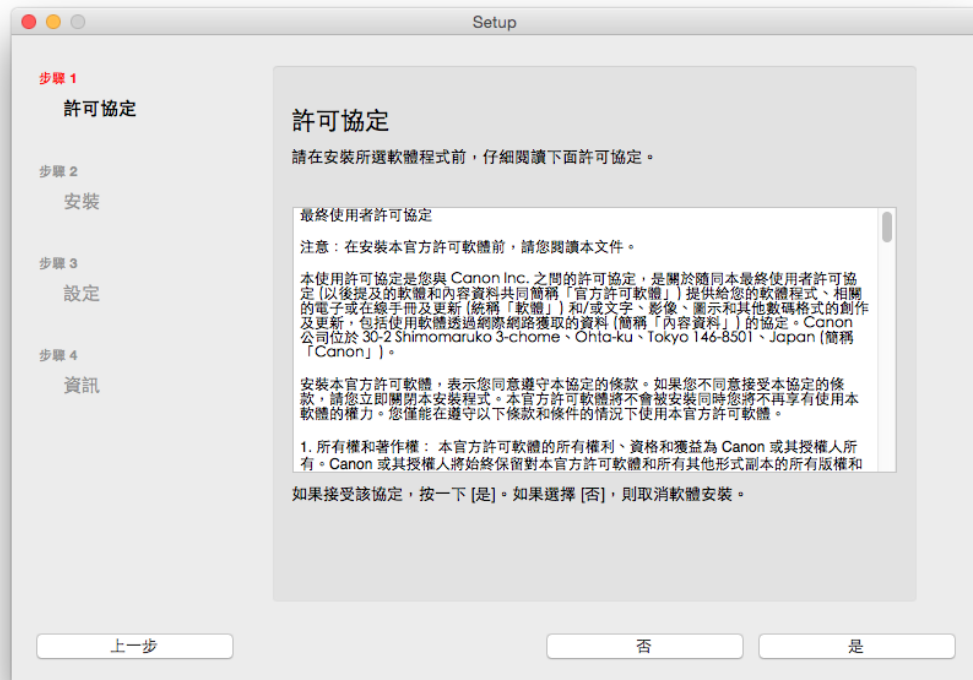 Setup
步驟 1
許可協定
步驟 2
安裝
步驟 3
設定
步驟 4
資訊
許可協定
請在安裝所選軟體程式前，仔細閱讀下面許可協定。
最終使用者許可協定
注意：在安裝本官方許可軟體前，請您閱讀本文件。
本使用許可協定是您與 Canon Inc. 之間的許可協定，是關於隨同本最終使用者許可協
定 (以後提及的軟體和內容資料共同簡稱「官方許可軟體」) 提供給您的軟體程式、相關
的電子或在線手冊及更新 (統稱「軟體」) 和/或文字、影像、圖示和其他數碼格式的創作
及更新，包括使用軟體透過網際網路獲取的資料 (簡稱「內容資料」) 的協定。Canon
公司位於 30-2 Shimomaruko 3-chome、Ohta-ku、Tokyo 146-8501、Japan (簡稱
「Canon」)。
安裝本官方許可軟體，表示您同意遵守本協定的條款。如果您不同意接受本協定的條
款，請您立即關閉本安裝程式。本官方許可軟體將不會被安裝同時您將不再享有使用本
軟體的權力。您僅能在遵守以下條款和條件的情況下使用本官方許可軟體。
1. 所有權和著作權： 本官方許可軟體的所有權利、資格和獲益為 Canon 或其授權人所
有。Canon 或其授權人將始終保留對本官方許可軟體和所有其他形式副本的所有版權和
如果接受該協定，按一下 [是]。如果選擇 [否]，則取消軟體安裝。
上一步
否
是